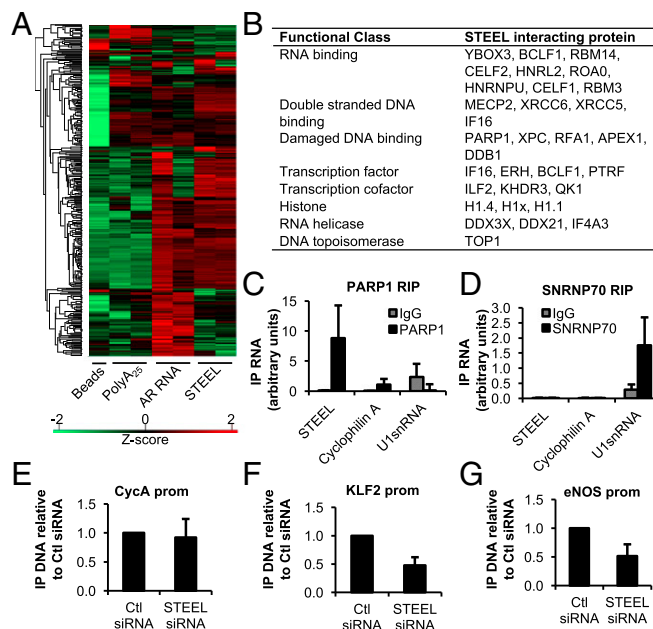 A
Beads
PolyA25
AR RNA
STEEL
-2
0
2
Z-score
B
Functional Class STEEL interacting protein
RNA binding YBOX3, BCLF1, RBM14,
CELF2, HNRL2, ROA0,
HNRNPU, CELF1, RBM3
Double stranded DNA MECP2, XRCC6, XRCC5,
binding IF16
Damaged DNA binding PARP1, XPC, RFA1, APEX1,
DDB1
Transcription factor IF16, ERH, BCLF1, PTRF
Transcription cofactor ILF2, KHDR3, QK1
Histone H1.4, H1x, H1.1
RNA helicase DDX3X, DDX21, IF4A3
DNA topoisomerase TOP1
C
PARP1 RIP
IP RNA
(arbitrary units)
15
10
5
0
IgG
PARP1
STEEL
Cyclophilin A
U1snRNA
D
SNRNP70 RIP
IP RNA
(arbitrary units)
3.0
2.5
2.0
1.5
1.0
0.5
0.0
IgG
SNRNP70
STEEL
Cyclophilin A
U1snRNA
E
CycA prom
IP DNA relative
to Ctl siRNA
1.5
1.0
0.5
0.0
Ctl
siRNA
STEEL
siRNA
F
KLF2 prom
IP DNA relative
to Ctl siRNA
1.5
1.0
0.5
0.0
Ctl
siRNA
STEEL
siRNA
G
eNOS prom
IP DNA relative
to Ctl siRNA
1.5
1.0
0.5
0.0
Ctl
siRNA
STEEL
siRNA